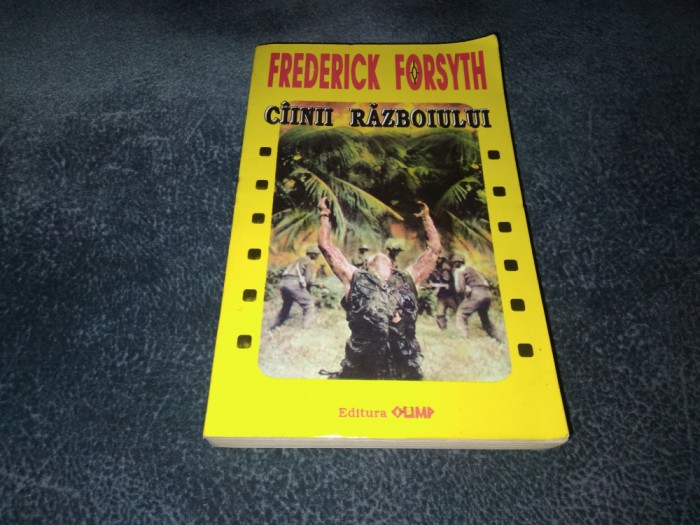 FREDERICK FORSYTH
CÎINII RĂZBOIULUI
Editura OLIMP